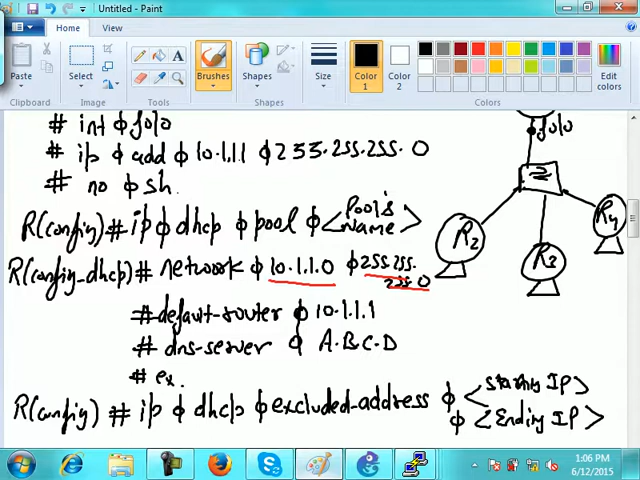 Untitled - Paint
Home View
Paste
Select
Brushes
Shapes
Size
Color 1
Color 2
Edit colors
Clipboard Image Tools Colors
# int ɸ f0/0
# ip ɸ add ɸ 10.1.1.1 ɸ 255.255.255.0
# no ɸ sh.
R(config)# ip ɸ dhcp ɸ pool ɸ <Pool's Name>
R(config-dhcp)# network ɸ 10.1.1.0 ɸ 255.255.
255.0
# default-router ɸ 10.1.1.1
# dns-server ɸ A.B.C.D
# ex.
R(config) # ip ɸ dhcp ɸ excluded-address ɸ <Starting IP>
ɸ <Ending IP>
f0/0
R2
R3
R4
1:06 PM
6/12/2015